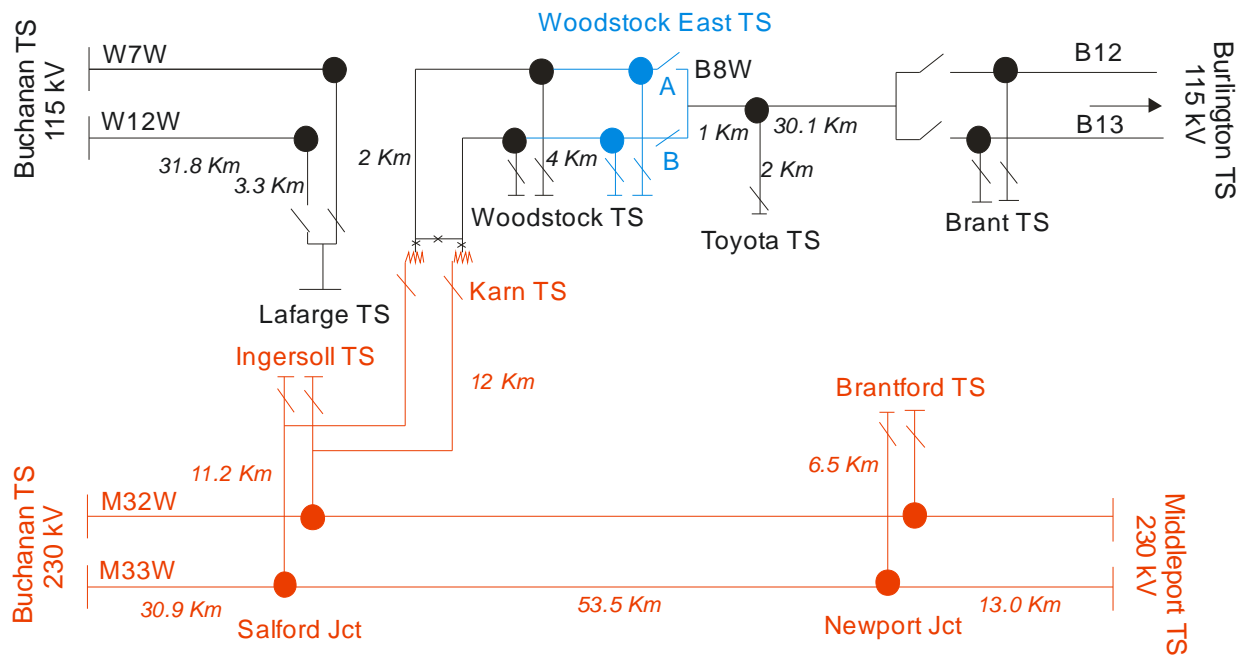 Woodstock East TS
Buchanan TS
115 kV
W7W
W12W
31.8 Km
3.3 Km
Lafarge TS
2 Km
4 Km
Woodstock TS
A
B
B8W
1 Km
30.1 Km
2 Km
Toyota TS
B12
B13
Brant TS
Burlington TS
115 kV
Karn TS
Ingersoll TS
12 Km
11.2 Km
Brantford TS
6.5 Km
Buchanan TS
230 kV
M32W
M33W
30.9 Km
Salford Jct
53.5 Km
Newport Jct
13.0 Km
Middleport TS
230 kV